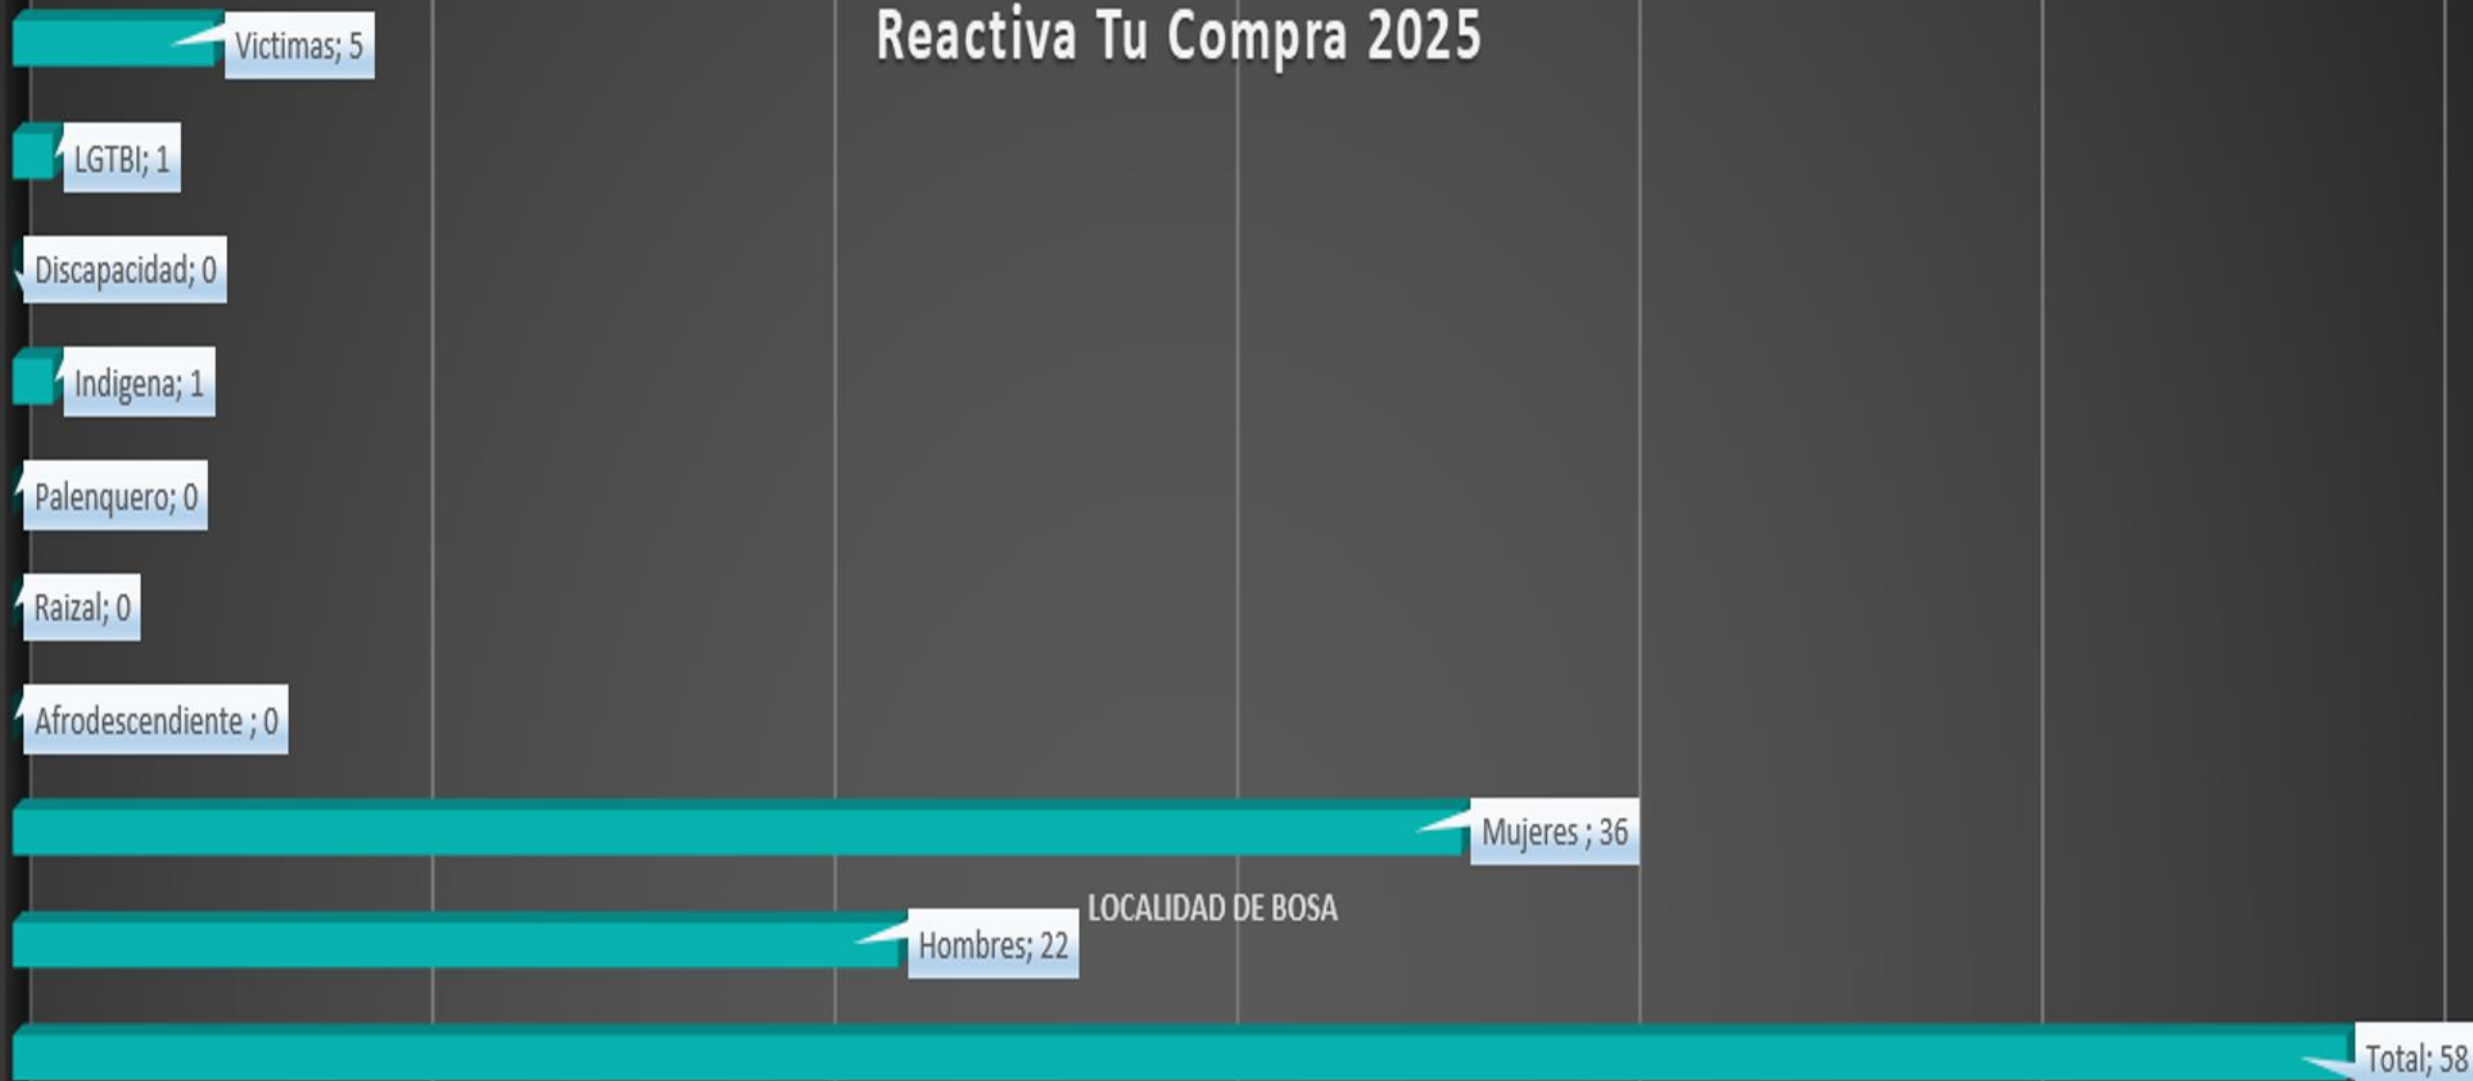 Reactiva Tu Compra 2025
Victimas; 5
LGTBI; 1
Discapacidad; 0
Indigena; 1
Palenquero; 0
Raizal; 0
Afrodescendiente ; 0
Mujeres ; 36
LOCALIDAD DE BOSA
Hombres; 22
Total; 58